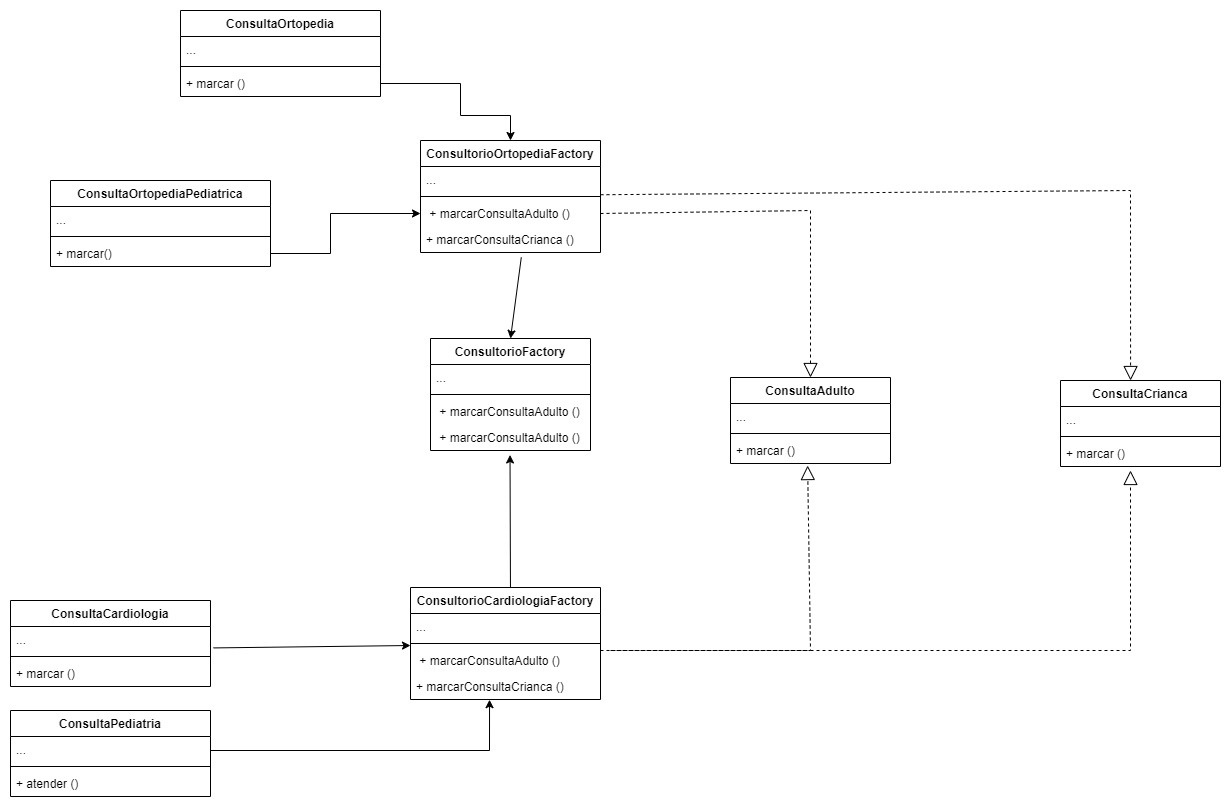 ConsultaOrtopedia
...
+ marcar ()
ConsultorioOrtopediaFactory
...
+ marcarConsultaAdulto ()
+ marcarConsultaCrianca ()
ConsultaOrtopediaPediatrica
...
+ marcar()
ConsultorioFactory
...
+ marcarConsultaAdulto ()
+ marcarConsultaAdulto ()
ConsultaAdulto
...
+ marcar ()
ConsultaCrianca
...
+ marcar ()
ConsultorioCardiologiaFactory
...
+ marcarConsultaAdulto ()
+ marcarConsultaCrianca ()
ConsultaCardiologia
...
+ marcar ()
ConsultaPediatria
...
+ atender ()